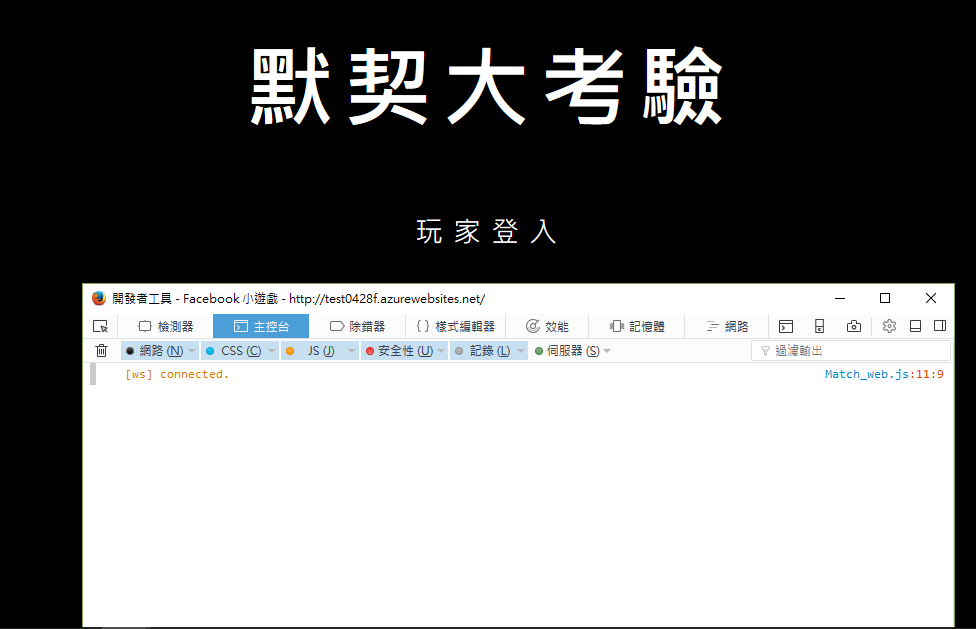 默契大考驗
玩家登入
開發者工具 - Facebook 小遊戲 - http://test0428f.azurewebsites.net/
檢測器 主控台 除錯器 { } 樣式編輯器 效能 記憶體 網路
網路 (N) CSS (C) JS (J) 安全性 (U) 記錄 (L) 伺服器 (S) 過濾輸出
[ws] connected. Match_web.js:11:9